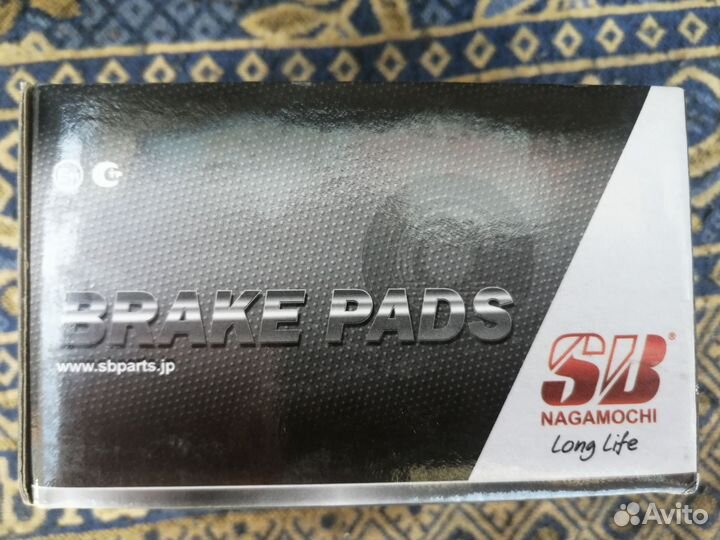 BRAKE PADS
www.sbparts.jp
SB®
NAGAMOCHI
Long Life
Avito